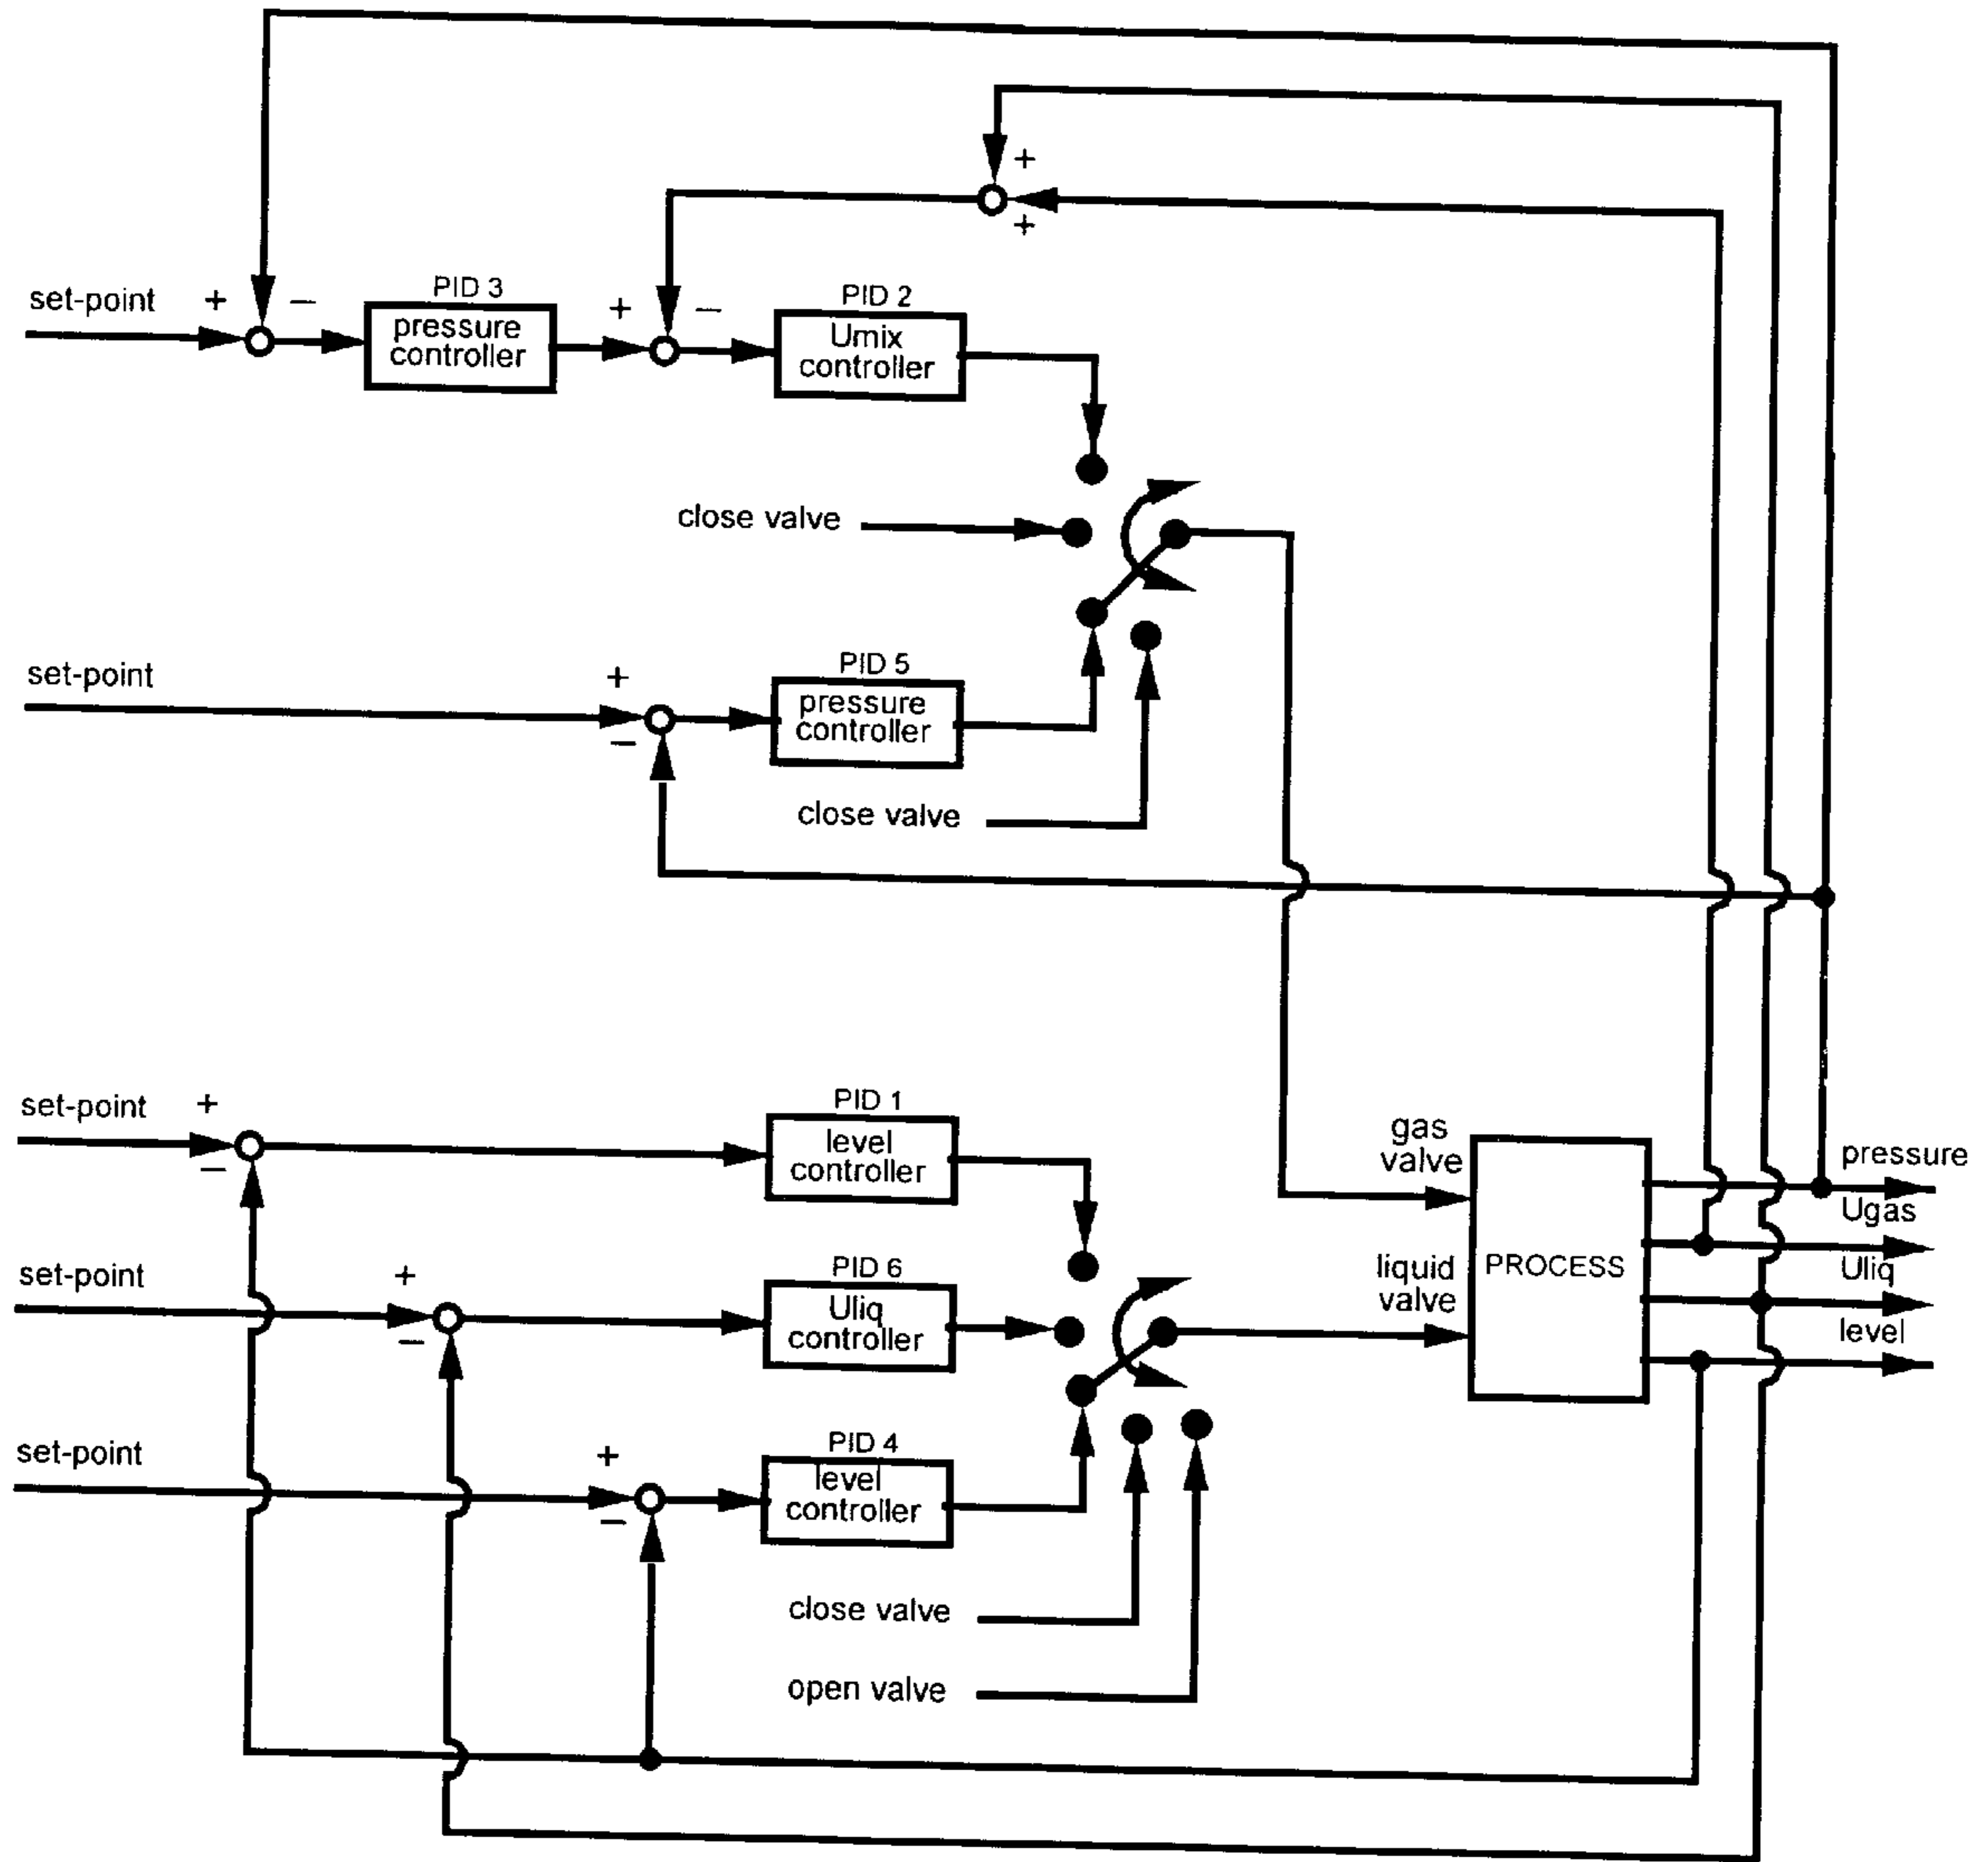 +
+
PID 3
PID 2
set-point
+
−
+
−
pressure
controller
Umix
controller
close valve
set-point
+
−
PID 5
pressure
controller
close valve
set-point
+
−
PID 1
level
controller
gas
valve
pressure
Ugas
set-point
+
−
PID 6
Uliq
controller
liquid
valve
PROCESS
Uliq
level
set-point
+
−
PID 4
level
controller
close valve
open valve